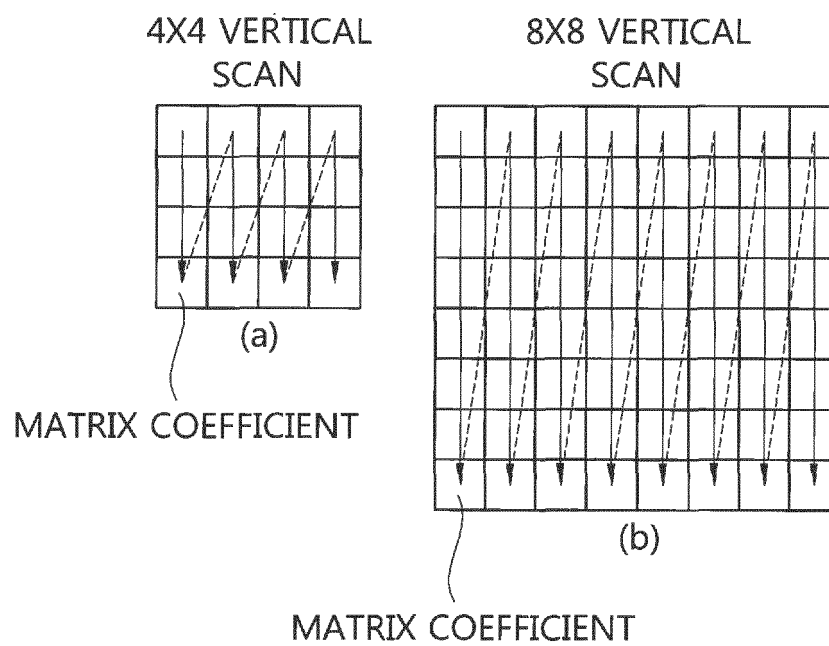 4X4 VERTICAL
SCAN
8X8 VERTICAL
SCAN
(a)
MATRIX COEFFICIENT
(b)
MATRIX COEFFICIENT